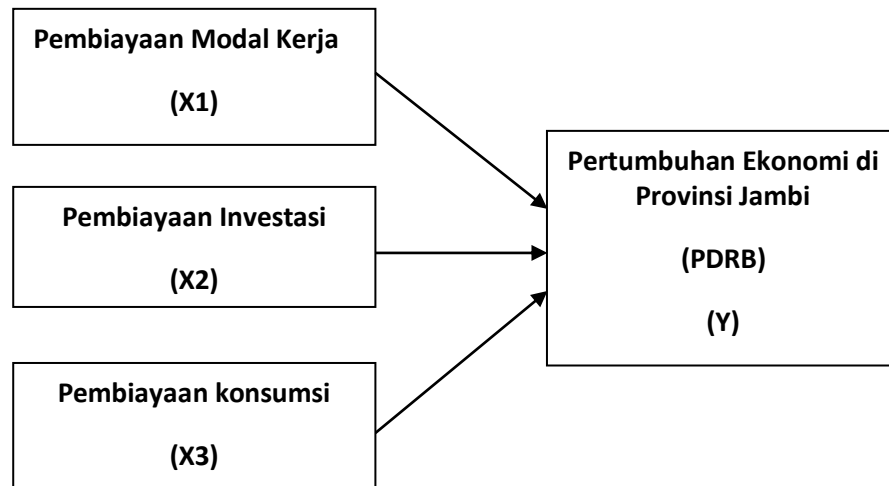 Pembiayaan Modal Kerja
(X1)
Pembiayaan Investasi
(X2)
Pembiayaan konsumsi
(X3)
Pertumbuhan Ekonomi di
Provinsi Jambi
(PDRB)
(Y)